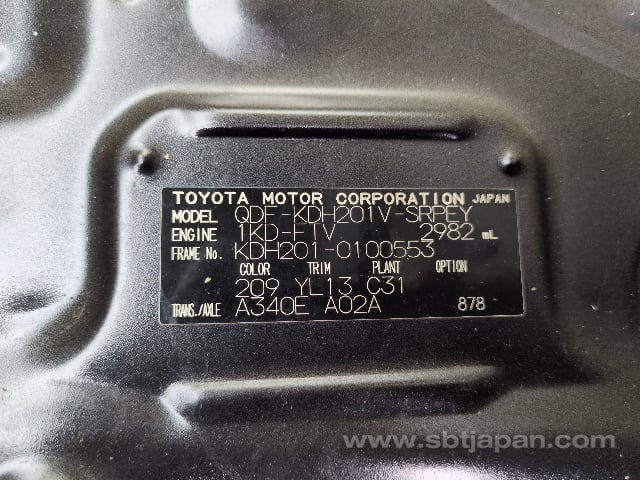 TOYOTA MOTOR CORPORATION JAPAN
MODEL QDF-KDH201V-SRPEY
ENGINE 1KD-FTV 2982 mL
FRAME No. KDH201-0100553
COLOR TRIM PLANT OPTION
209 YL13 C31
TRANS./AXLE A340E A02A 878
www.sbtjapan.com